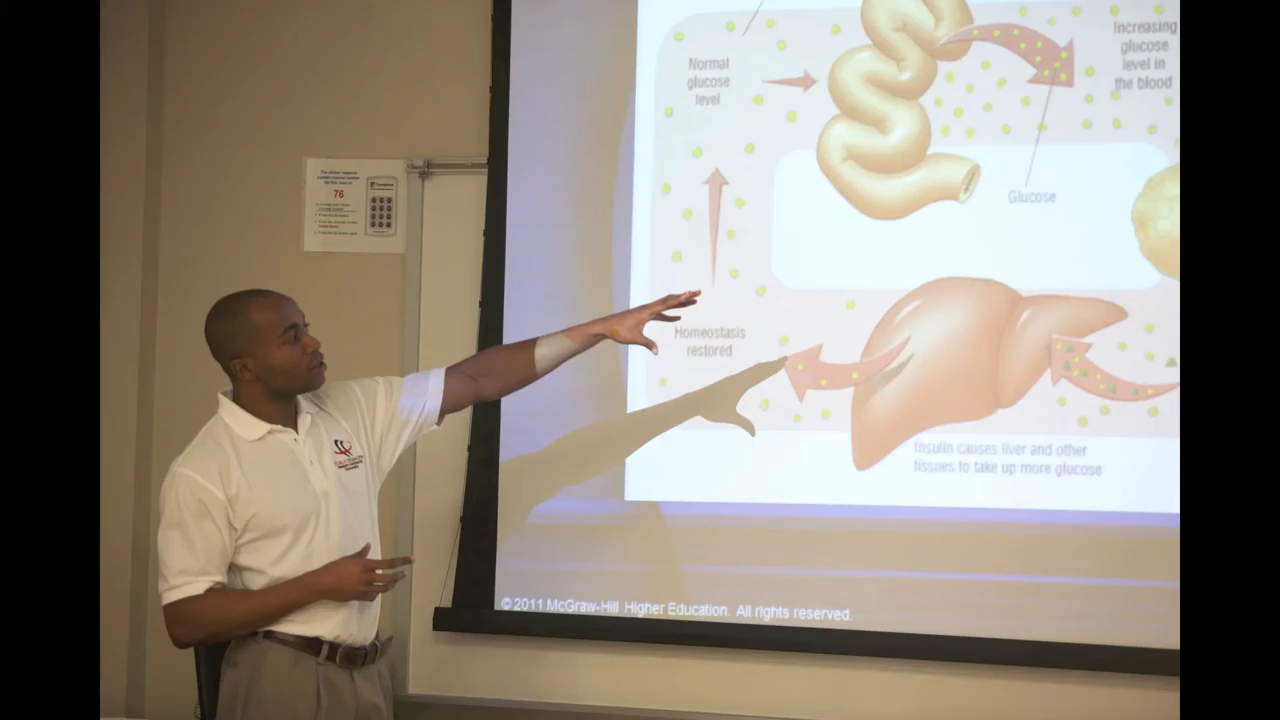 Normal
glucose
level
Increasing
glucose
level in
the blood
Glucose
Homeostasis
restored
Insulin causes liver and other
tissues to take up more glucose
© 2011 McGraw-Hill Higher Education. All rights reserved.
76